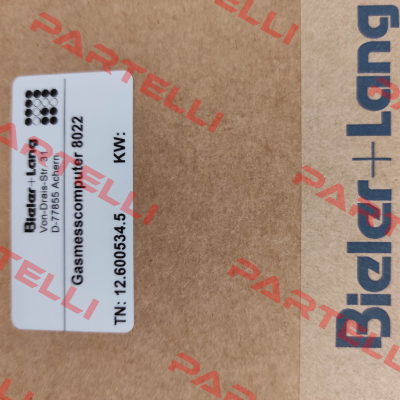 Bieler+Lang
Von-Drais-Str. 31
D-77855 Achern
Gasmesscomputer 8022
TN: 12.600534.5 KW:
Bieler+Lang
PARTELLI
PARTELLI
PARTELLI
PARTELLI
PARTELLI